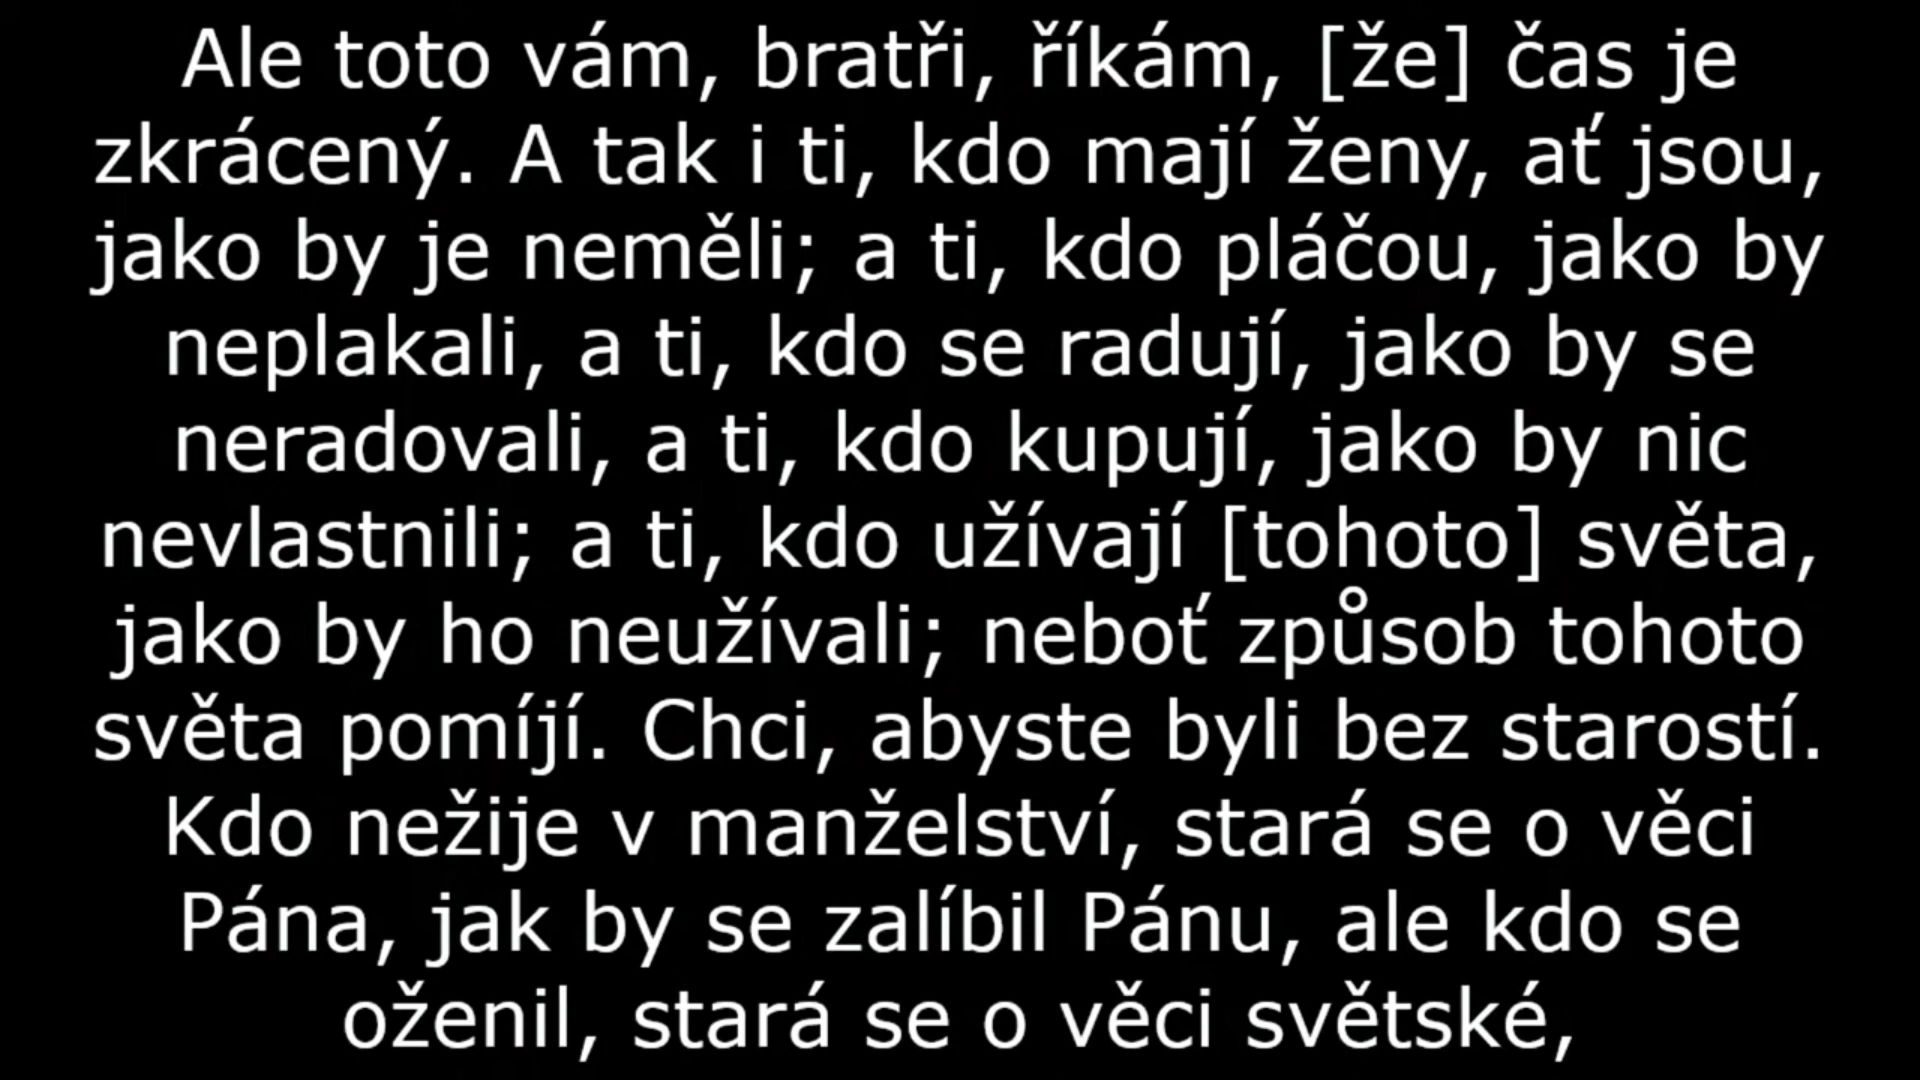 Ale toto vám, bratři, říkám, [že] čas je
zkrácený. A tak i ti, kdo mají ženy, ať jsou,
jako by je neměli; a ti, kdo pláčou, jako by
neplakali, a ti, kdo se radují, jako by se
neradovali, a ti, kdo kupují, jako by nic
nevlastnili; a ti, kdo užívají [tohoto] světa,
jako by ho neužívali; neboť způsob tohoto
světa pomíjí. Chci, abyste byli bez starostí.
Kdo nežije v manželství, stará se o věci
Pána, jak by se zalíbil Pánu, ale kdo se
oženil, stará se o věci světské,